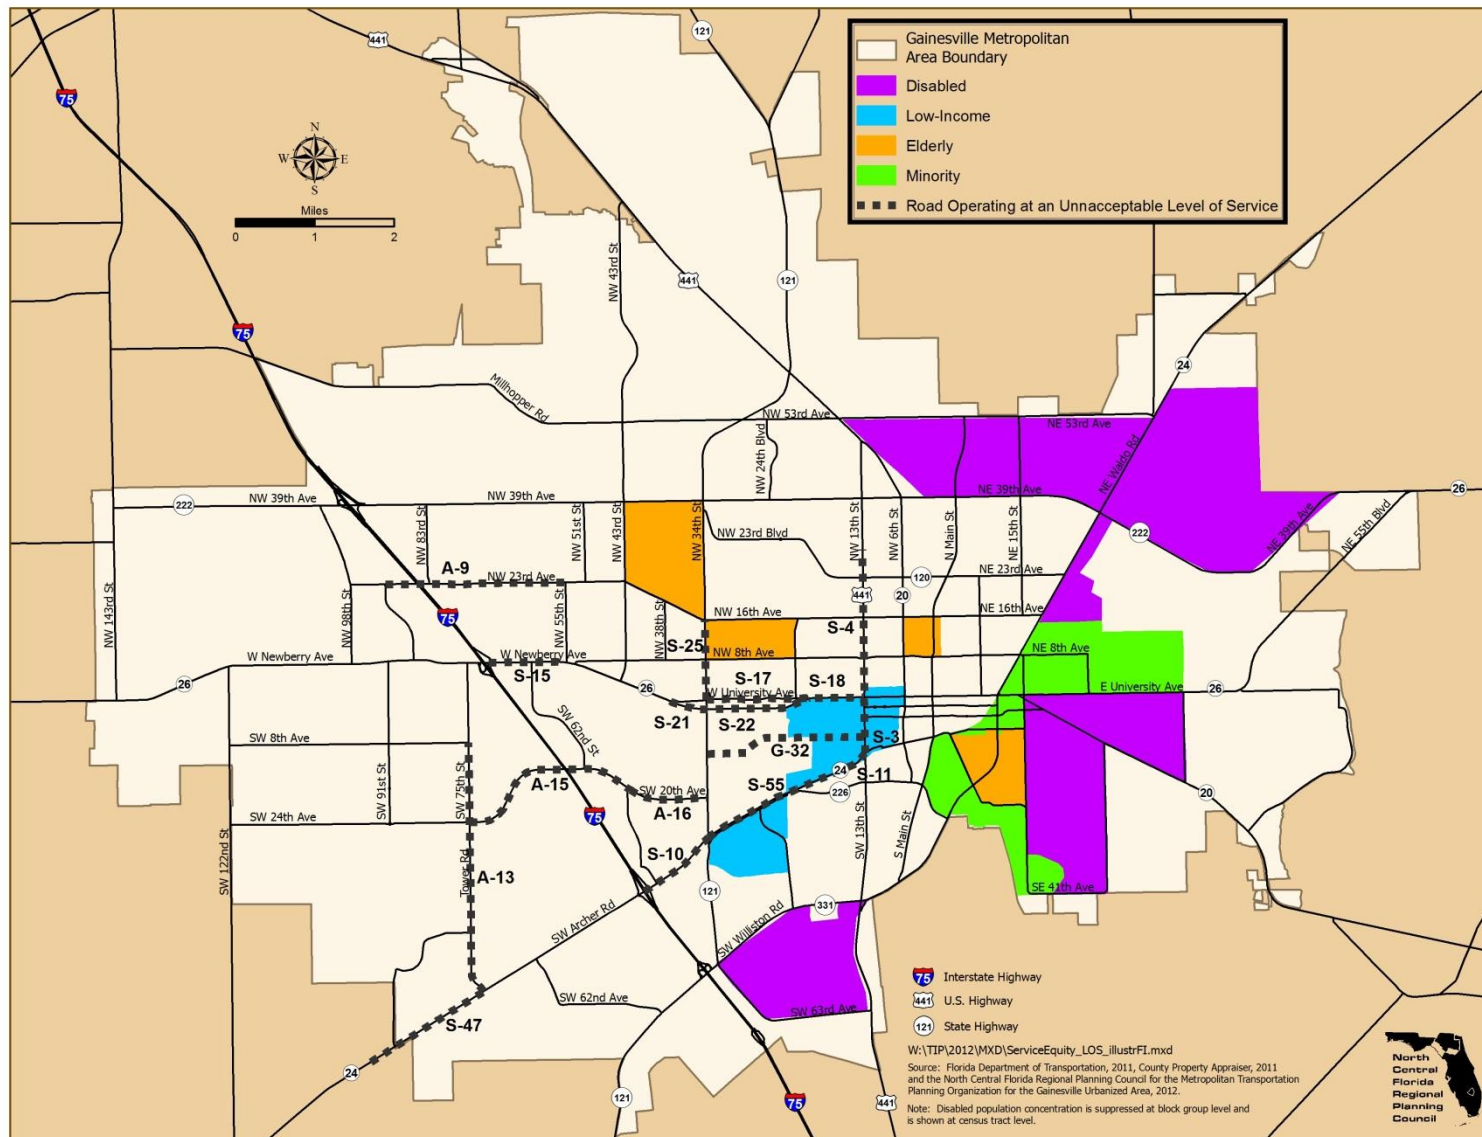 441
121
75
Gainesville Metropolitan
Area Boundary
Disabled
Low-Income
Elderly
Minority
Road Operating at an Unnacceptable Level of Service
N
W
E
S
Miles
0
1
2
NW 43rd St
441
121
75
24
Millhopper Rd
NW 53rd Ave
NE 53rd Ave
NW 24th Blvd
NE Waldo Rd
222
NW 39th Ave
NW 39th Ave
NE 39th Ave
26
NW 83rd St
NW 51st St
NW 43rd St
NW 34th St
NW 23rd Blvd
NW 13th St
NW 6th St
N Main St
NE 15th St
222
NE 39th Ave
NE 55th Blvd
A-9
NW 23rd Ave
120
NE 23rd Ave
441
20
NW 143rd St
NW 98th St
75
NW 55th St
NW 38th St
NW 16th Ave
NE 16th Ave
S-4
S-25
W Newberry Ave
W Newberry Ave
NW 8th Ave
NE 8th Ave
S-15
26
26
S-17
S-18
W University Ave
E University Ave
26
S-21
S-22
SW 8th Ave
SW 62nd St
G-32
S-3
SW 91st St
SW 75th St
A-15
S-55
24
S-11
SW 20th Ave
226
20
A-16
SW 24th Ave
75
SW 122nd St
S-10
SW 13th St
S Main St
Tower Rd
A-13
121
SE 41th Ave
SW Archer Rd
SW Williston Rd
331
SW 62nd Ave
SW 63rd Ave
S-47
24
121
75
441
75
Interstate Highway
441
U.S. Highway
121
State Highway
W:\TIP\2012\MXD\ServiceEquity_LOS_illustrFI.mxd
Source: Florida Department of Transportation, 2011, County Property Appraiser, 2011
and the North Central Florida Regional Planning Council for the Metropolitan Transportation
Planning Organization for the Gainesville Urbanized Area, 2012.
Note: Disabled population concentration is suppressed at block group level and
is shown at census tract level.
North
Central
Florida
Regional
Planning
Council